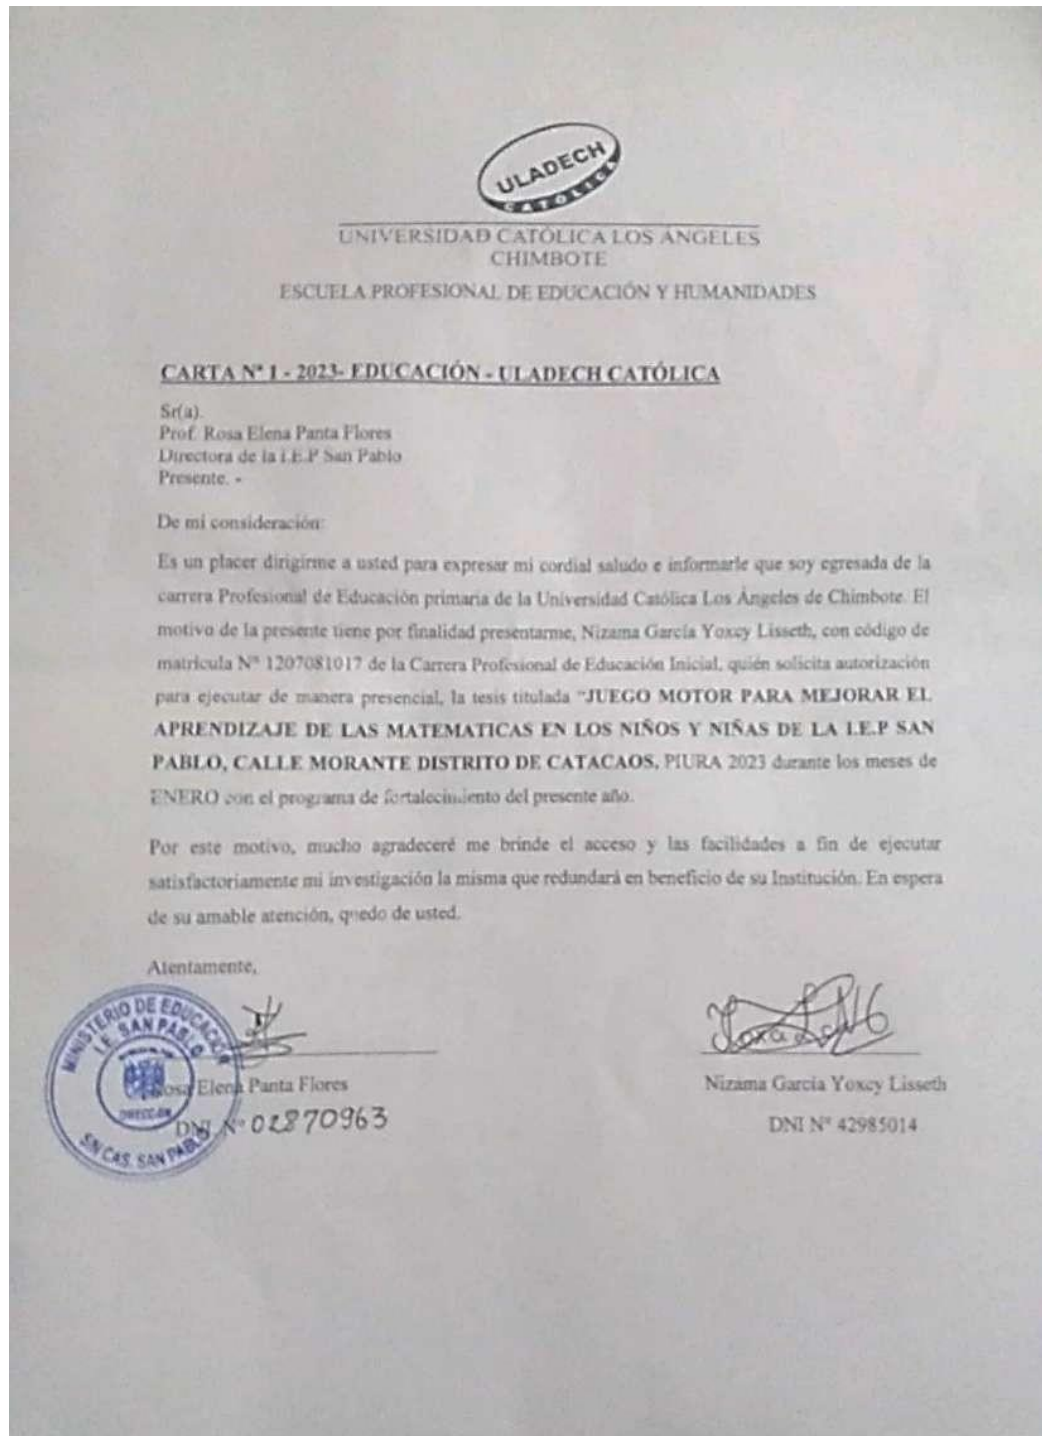 ULADECH
CATOLICA
UNIVERSIDAD CATÓLICA LOS ÁNGELES
CHIMBOTE
ESCUELA PROFESIONAL DE EDUCACIÓN Y HUMANIDADES
CARTA Nº 1 - 2023- EDUCACIÓN - ULADECH CATÓLICA
Sr(a).
Prof. Rosa Elena Panta Flores
Directora de la I.E.P San Pablo
Presente. -
De mi consideración:
Es un placer dirigirme a usted para expresar mi cordial saludo e informarle que soy egresada de la
carrera Profesional de Educación primaria de la Universidad Católica Los Ángeles de Chimbote. El
motivo de la presente tiene por finalidad presentarme, Nizama García Yoxcy Lisseth, con código de
matricula Nº 1207081017 de la Carrera Profesional de Educación Inicial, quién solicita autorización
para ejecutar de manera presencial, la tesis titulada "JUEGO MOTOR PARA MEJORAR EL
APRENDIZAJE DE LAS MATEMATICAS EN LOS NIÑOS Y NIÑAS DE LA I.E.P SAN
PABLO, CALLE MORANTE DISTRITO DE CATACAOS, PIURA 2023 durante los meses de
ENERO con el programa de fortalecimiento del presente año.
Por este motivo, mucho agradeceré me brinde el acceso y las facilidades a fin de ejecutar
satisfactoriamente mi investigación la misma que redundará en beneficio de su Institución. En espera
de su amable atención, quedo de usted.
Atentamente,
MINISTERIO DE EDUCACIÓN
I.E. SAN PABLO
DIRECCIÓN
S/N CAS. SAN PABLO
Rosa Elena Panta Flores
DNI Nº 02870963
Nizama García Yoxcy Lisseth
DNI Nº 42985014